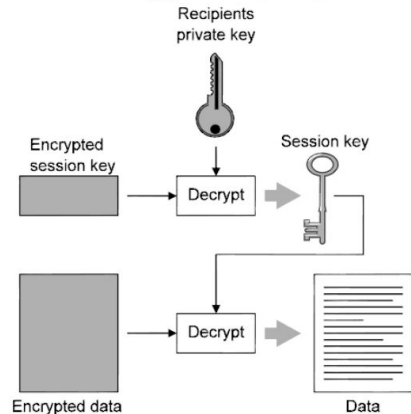 Recipients
private key
Encrypted
session key
Session key
Decrypt
Decrypt
Encrypted data
Data